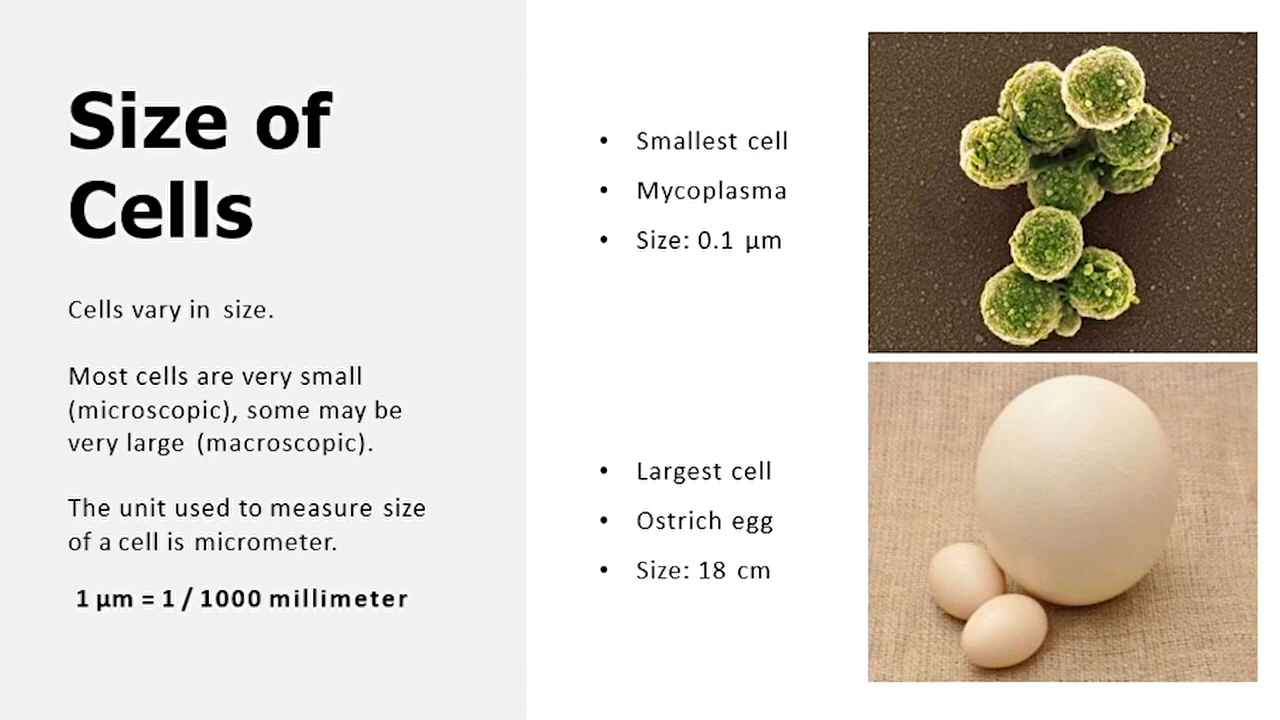 Size of
Cells
Cells vary in size.
Most cells are very small
(microscopic), some may be
very large (macroscopic).
The unit used to measure size
of a cell is micrometer.
1 µm = 1 / 1000 millimeter
• Smallest cell
• Mycoplasma
• Size: 0.1 µm
• Largest cell
• Ostrich egg
• Size: 18 cm